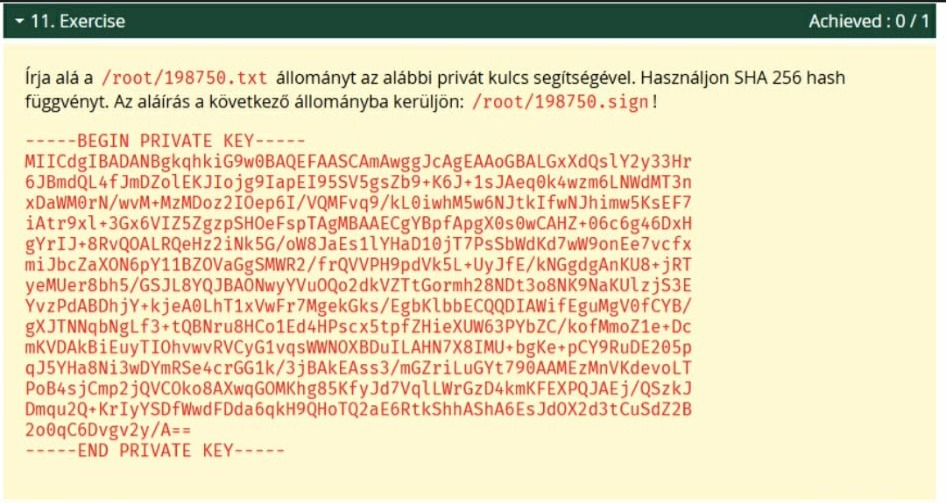 11. Exercise
Achieved : 0 / 1
Írja alá a /root/198750.txt állományt az alábbi privát kulcs segítségével. Használjon SHA 256 hash
függvényt. Az aláírás a következő állományba kerüljön: /root/198750.sign !
-----BEGIN PRIVATE KEY-----
MIICdgIBADANBgkqhkiG9w0BAQEFAASCAmAwggJcAgEAAoGBALGxXdQslY2y33Hr
6JBmdQL4fJmDZolEKJIojg9IapEI95SV5gsZb9+K6J+1sJAeq0k4wzm6LNWdMT3n
xDaWM0rN/wvM+MzMDoz2IOep6I/VQMFvq9/kL0iwhM5w6NJtkIfwNJhimw5KsEF7
iAtr9xl+3Gx6VIZ5ZgzpSHOeFspTAgMBAAECgYBpfApgX0s0wCAHZ+06c6g46DxH
gYrIJ+8RvQOALRQeHz2iNk5G/oW8JaEs1lYHaD10jT7PsSbWdKd7wW9onEe7vcfx
miJbcZaXON6pY11BZOVaGgSMWR2/frQVVPH9pdVk5L+UyJfE/kNGgdgAnKU8+jRT
yeMUer8bh5/GSJL8YQJBAONwyYVuOQo2dkVZTtGormh28NDt3o8NK9NaKUlzjS3E
YvzPdABDhjY+kjeA0LhT1xVwFr7MgekGks/EgbKlbbECQQDIAWifEguMgV0fCYB/
gXJTNNqbNgLf3+tQBNru8HCo1Ed4HPscx5tpfZHieXUW63PYbZC/kofMmoZ1e+Dc
mKVDAkBiEuyTIOhvwvRVCyG1vqsWWNOXBDuILAHN7X8IMU+bgKe+pCY9RuDE205p
qJ5YHa8Ni3wDYmRSe4crGG1k/3jBAkEAss3/mGZriLuGYt790AAMEzMnVKdevoLT
PoB4sjCmp2jQVCOko8AXwqGOMKhg85KfyJd7VqlLWrGzD4kmKFEXPQJAEj/QSzkJ
Dmqu2Q+KrIyYSDfWwdFDda6qkH9QHoTQ2aE6RtkShhAShA6EsJdOX2d3tCuSdZ2B
2o0qC6Dvgv2y/A==
-----END PRIVATE KEY-----